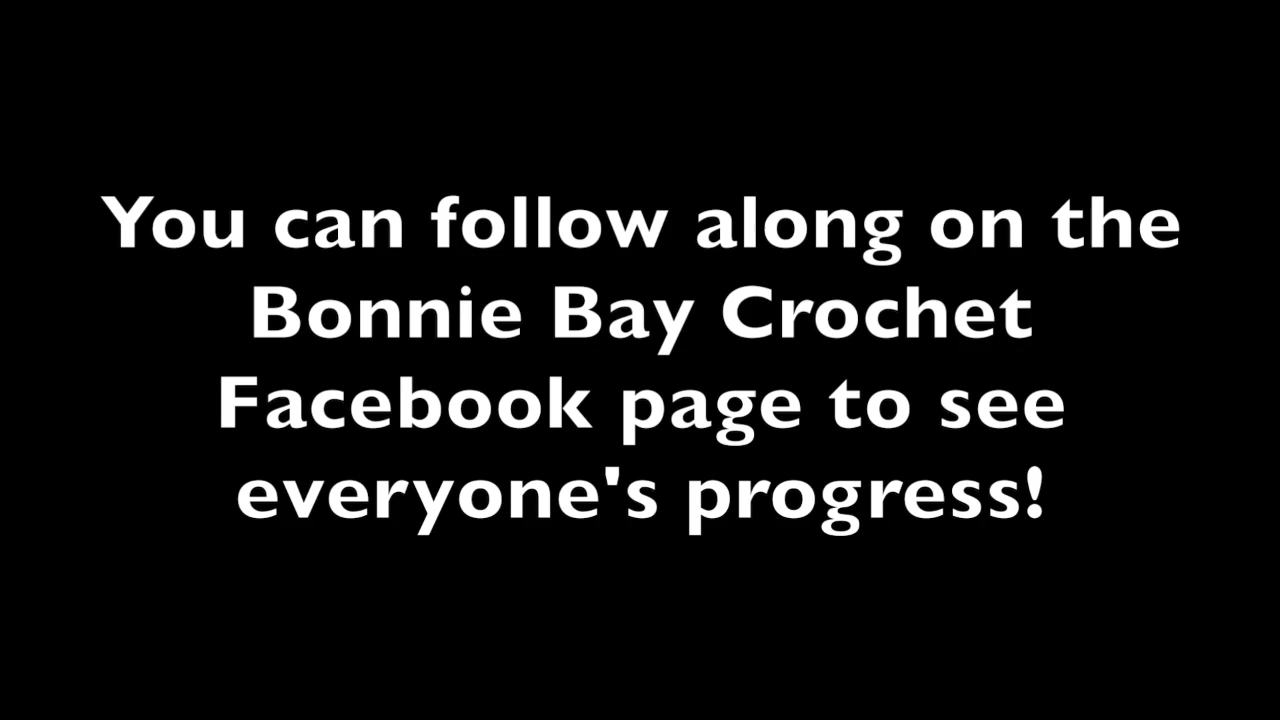 You can follow along on the
Bonnie Bay Crochet
Facebook page to see
everyone's progress!